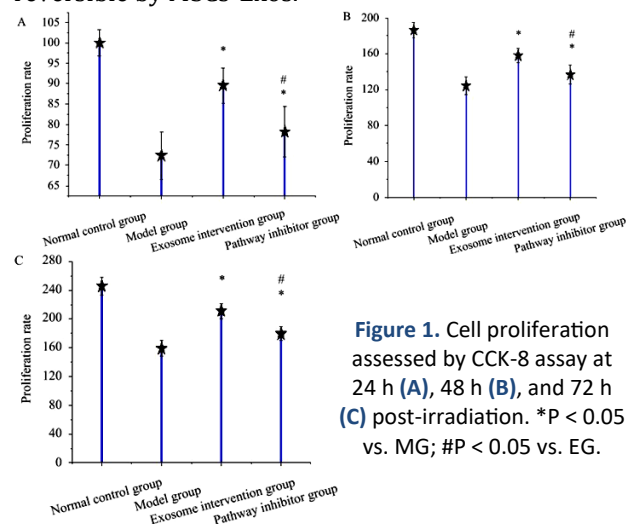 reversible by
A
105
100
95
90
85
80
75
70
65
Proliferation rate
*
#
*
Normal control group
Model group
Exosome intervention group
Pathway inhibitor group
B
200
160
120
80
40
0
Proliferation rate
*
#
*
Normal control group
Model group
Exosome intervention group
Pathway inhibitor group
C
280
240
200
160
120
80
40
0
Proliferation rate
*
#
*
Normal control group
Model group
Exosome intervention group
Pathway inhibitor group
Figure 1. Cell proliferation
assessed by CCK-8 assay at
24 h (A), 48 h (B), and 72 h
(C) post-irradiation. *P < 0.05
vs. MG; #P < 0.05 vs. EG.